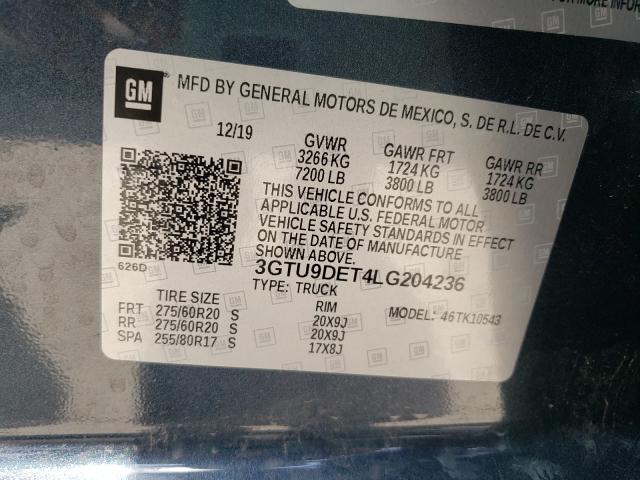 FOR MORE INFOR
GM
MFD BY GENERAL MOTORS DE MEXICO, S. DE R.L. DE C.V.
12/19
GVWR
3266 KG
7200 LB
GAWR FRT
1724 KG
3800 LB
GAWR RR
1724 KG
3800 LB
THIS VEHICLE CONFORMS TO ALL
APPLICABLE U.S. FEDERAL MOTOR
VEHICLE SAFETY STANDARDS IN EFFECT
ON THE DATE OF MANUFACTURE
SHOWN ABOVE.
626D
3GTU9DET4LG204236
TYPE: TRUCK
MODEL: 46TK10543
TIRE SIZE RIM
FRT 275/60R20 S 20X9J
RR 275/60R20 S 20X9J
SPA 255/80R17 S 17X8J